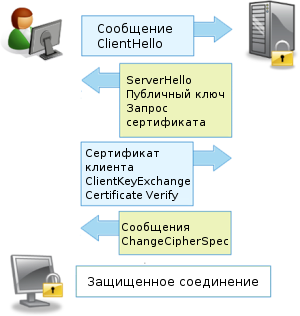 Сообщение
ClientHello
ServerHello
Публичный ключ
Запрос
сертификата
Сертификат
клиента
ClientKeyExchange
Certificate Verify
Сообщения
ChangeCipherSpec
Защищенное соединение